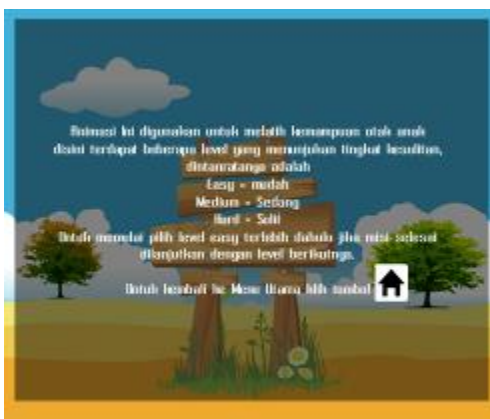 Animasi Ini digunakan untuk melatih kemampuan otak anak
disini terdapat beberapa level yang menunjukan tingkat kesulitan,
diantaratanya adalah
Easy = mudah
Medium = Sedang
Hard = Sulit
Untuk memulai pilih level easy terlebih dahulu jika misi selesai
dilanjutkan dengan level berikutnya.
Untuk kembali ke Menu Utama klik tombol